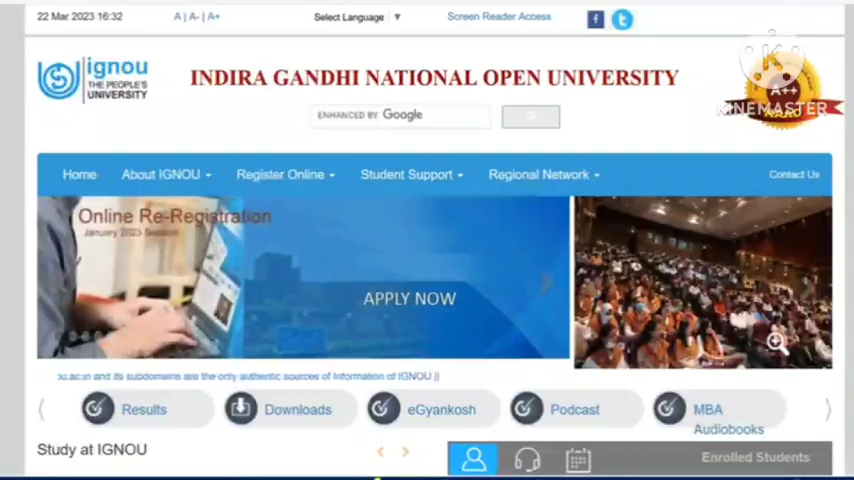 22 Mar 2023 16:32
A | A- | A+
Select Language ▼
Screen Reader Access
ignou
THE PEOPLE'S
UNIVERSITY
INDIRA GANDHI NATIONAL OPEN UNIVERSITY
ENHANCED BY Google
A++
KINEMASTER
Home
About IGNOU
Register Online
Student Support
Regional Network
Contact Us
Online Re-Registration
January 2023 Session
APPLY NOW
ou.ac.in and its subdomains are the only authentic sources of Information of IGNOU ||
Results
Downloads
eGyankosh
Podcast
MBA
Audiobooks
Study at IGNOU
Enrolled Students